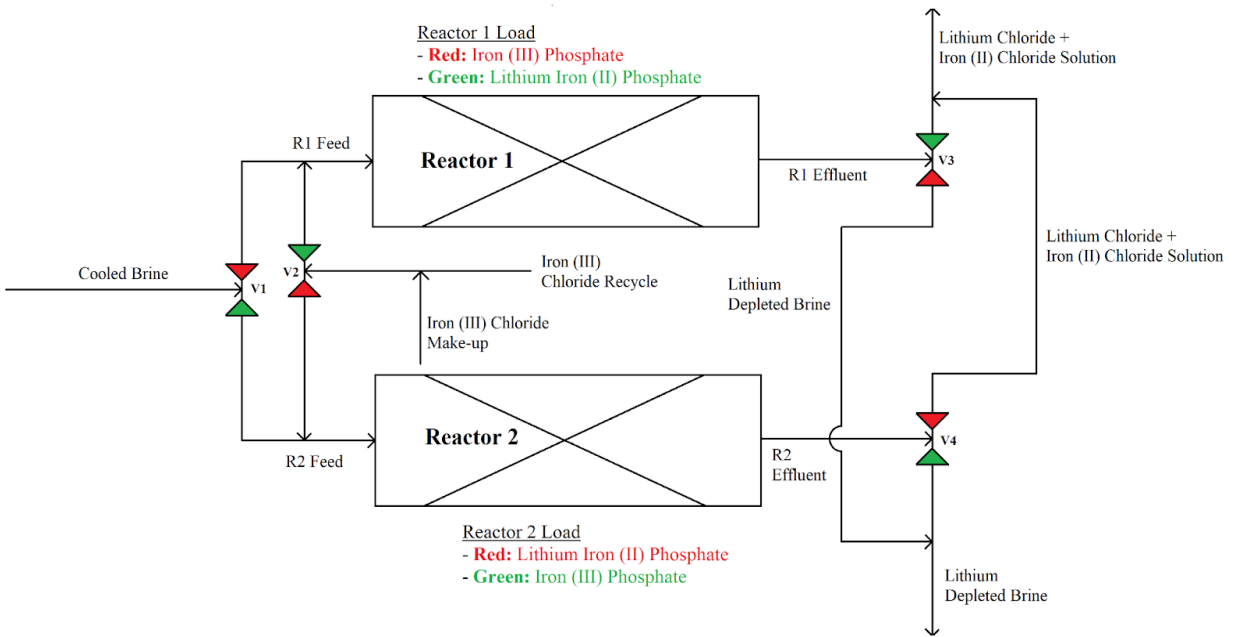 Reactor 1 Load
- Red: Iron (III) Phosphate
- Green: Lithium Iron (II) Phosphate
Lithium Chloride +
Iron (II) Chloride Solution
R1 Feed
Reactor 1
V3
R1 Effluent
Cooled Brine
V1
V2
Iron (III)
Chloride Recycle
Lithium
Depleted Brine
Lithium Chloride +
Iron (II) Chloride Solution
Iron (III) Chloride
Make-up
Reactor 2
R2 Feed
R2
Effluent
V4
Reactor 2 Load
- Red: Lithium Iron (II) Phosphate
- Green: Iron (III) Phosphate
Lithium
Depleted Brine